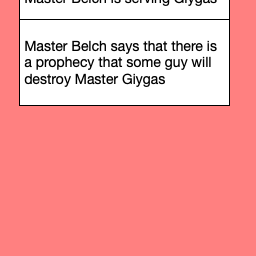 Master Belch is serving Giygas
Master Belch says that there is
a prophecy that some guy will
destroy Master Giygas